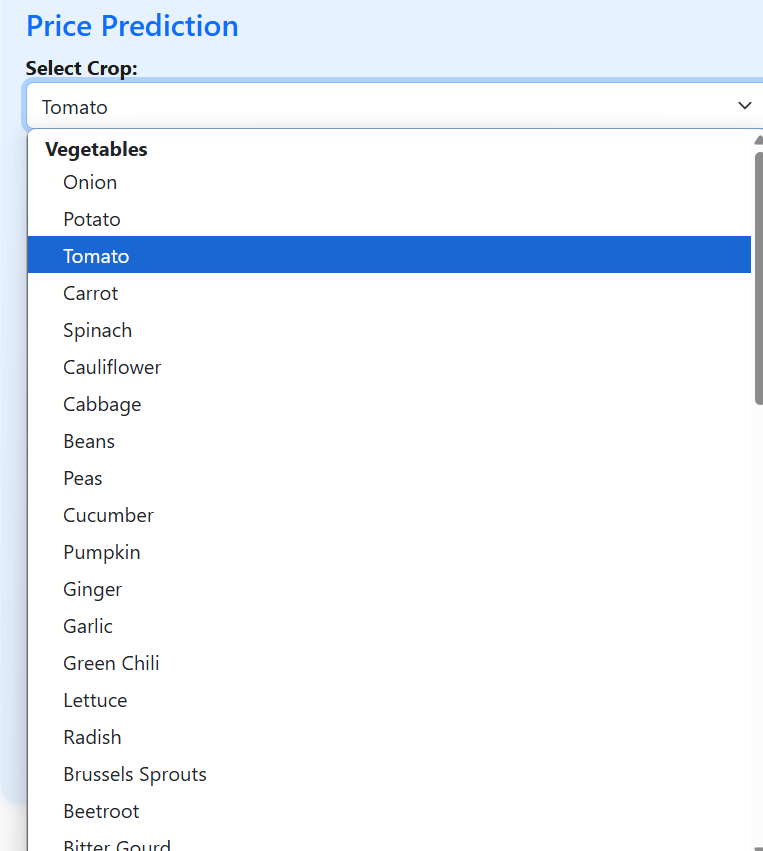 Price Prediction
Select Crop:
Tomato
Vegetables
Onion
Potato
Tomato
Carrot
Spinach
Cauliflower
Cabbage
Beans
Peas
Cucumber
Pumpkin
Ginger
Garlic
Green Chili
Lettuce
Radish
Brussels Sprouts
Beetroot
Bitter Gourd